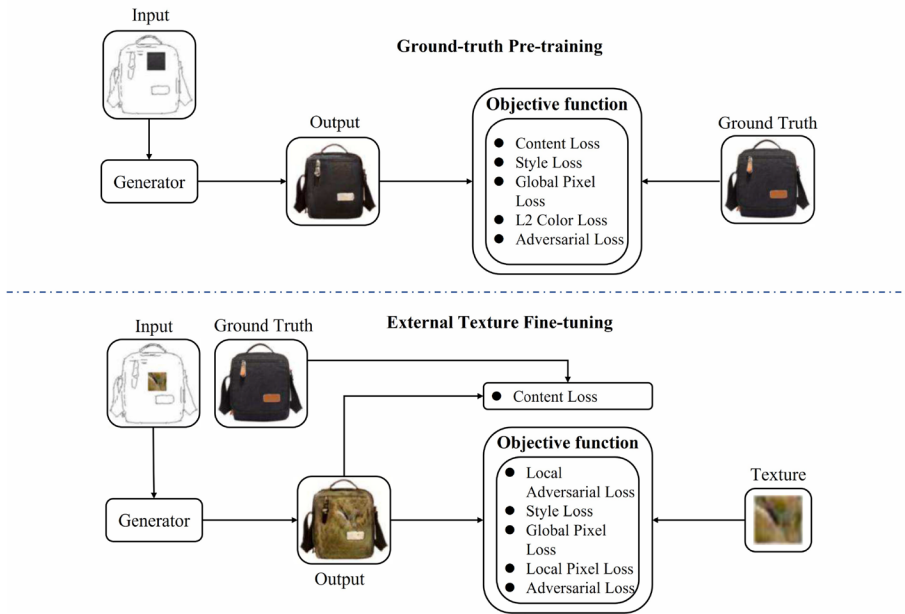 Input
Ground-truth Pre-training
Output
Generator
Objective function
Content Loss
Style Loss
Global Pixel
Loss
L2 Color Loss
Adversarial Loss
Ground Truth
External Texture Fine-tuning
Input
Ground Truth
Content Loss
Generator
Output
Objective function
Local
Adversarial Loss
Style Loss
Global Pixel
Loss
Local Pixel Loss
Adversarial Loss
Texture